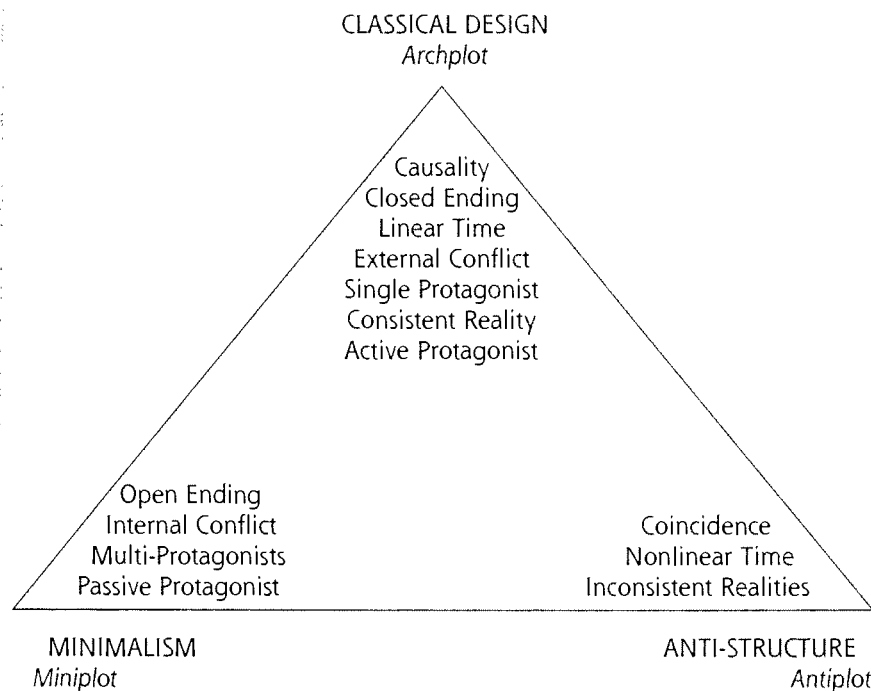 CLASSICAL DESIGN
Archplot
Causality
Closed Ending
Linear Time
External Conflict
Single Protagonist
Consistent Reality
Active Protagonist
Open Ending
Internal Conflict
Multi-Protagonists
Passive Protagonist
Coincidence
Nonlinear Time
Inconsistent Realities
MINIMALISM
Miniplot
ANTI-STRUCTURE
Antiplot